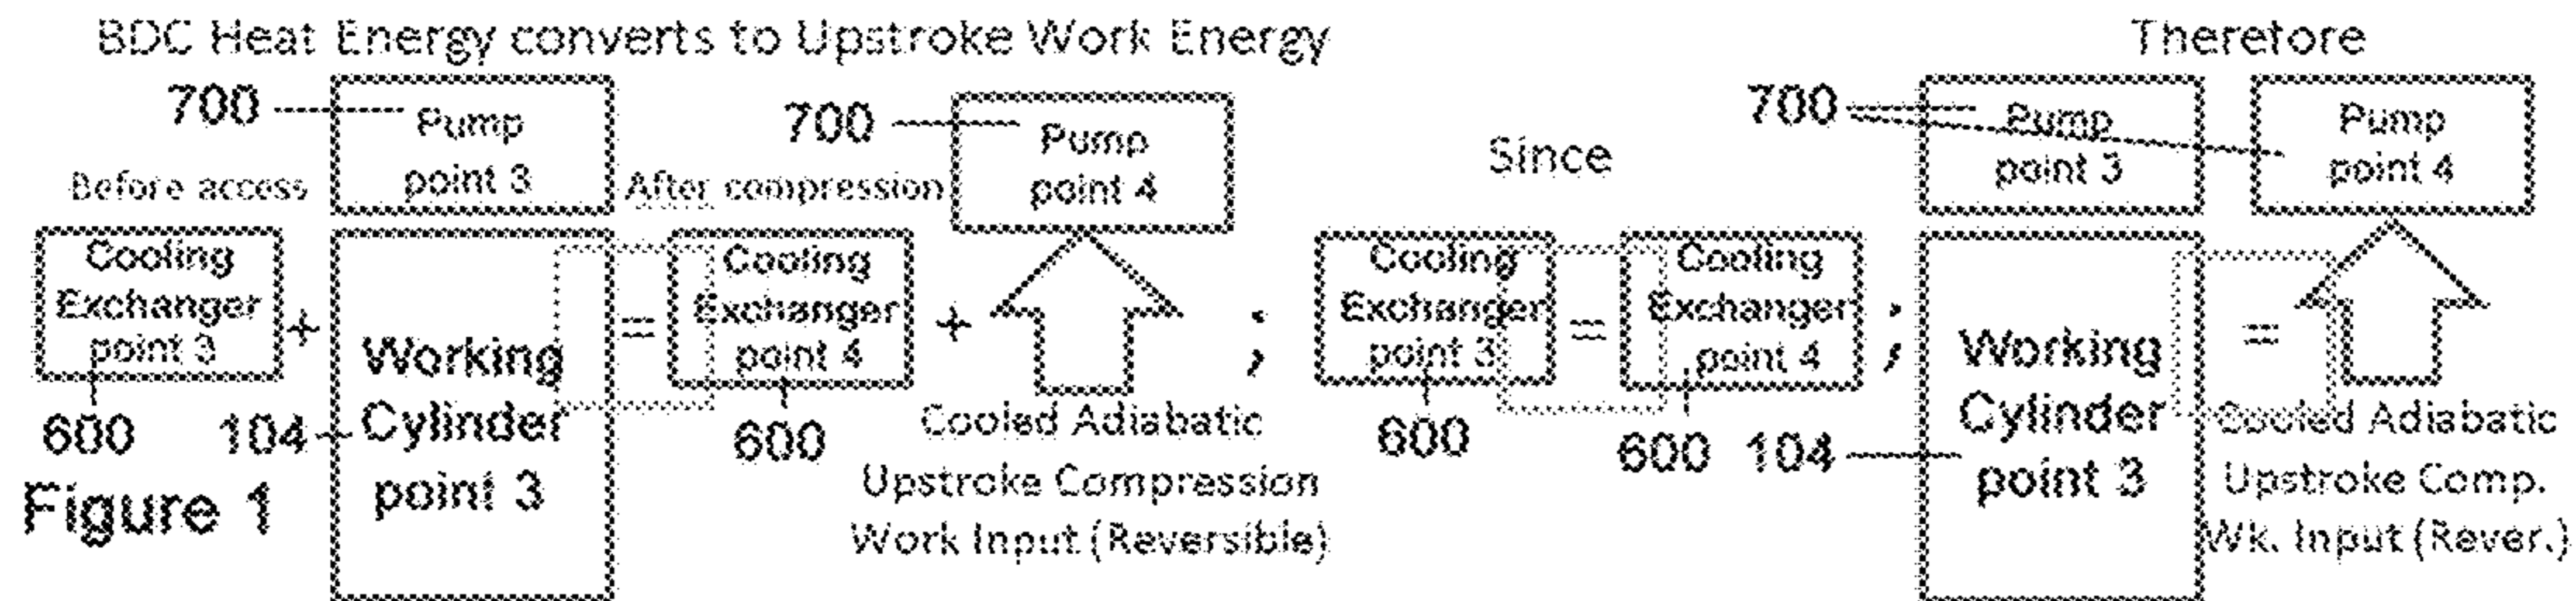 BDC Heat Energy converts to Upstroke Work Energy
Therefore
700
Pump
point 3
700
Pump
point 4
Before access
After compression
Since
700
Pump
point 3
Pump
point 4
Cooling
Exchanger
point 3
+
Working
Cylinder
point 3
=
Cooling
Exchanger
point 4
+
;
Cooling
Exchanger
point 3
=
Cooling
Exchanger
point 4
;
Working
Cylinder
point 3
=
600
104
600
Cooled Adiabatic
Upstroke Compression
Work Input (Reversible)
600
600
104
Cooled Adiabatic
Upstroke Comp.
Wk. Input (Rever.)
Figure 1